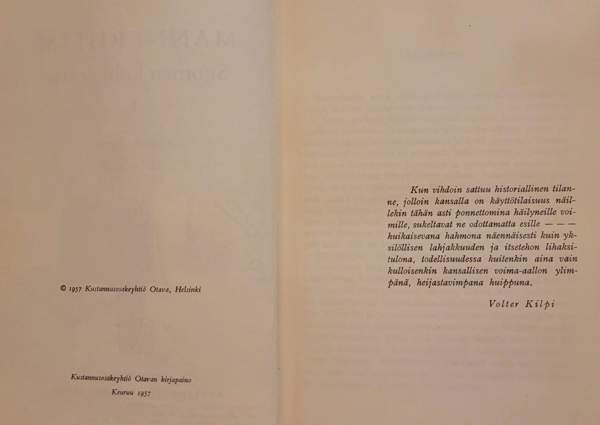 © 1957 Kustannusosakeyhtiö Otava, Helsinki
Kustannusosakeyhtiö Otavan kirjapaino
Keuruu 1957
Kun vihdoin sattuu historiallinen tilan-
ne, jolloin kansalla on käyttötilaisuus näil-
lekin tähän asti ponnettomina häilyneille voi-
mille, sukeltavat ne odottamatta esille — — —
huikaisevana hahmona näennäisesti kuin yk-
silöllisen lahjakkuuden ja itsetehon lihaksi-
tulona, todellisuudessa kuitenkin aina vain
kulloisenkin kansallisen voima-aallon ylim-
pänä, heijastavimpana huippuna.
Volter Kilpi